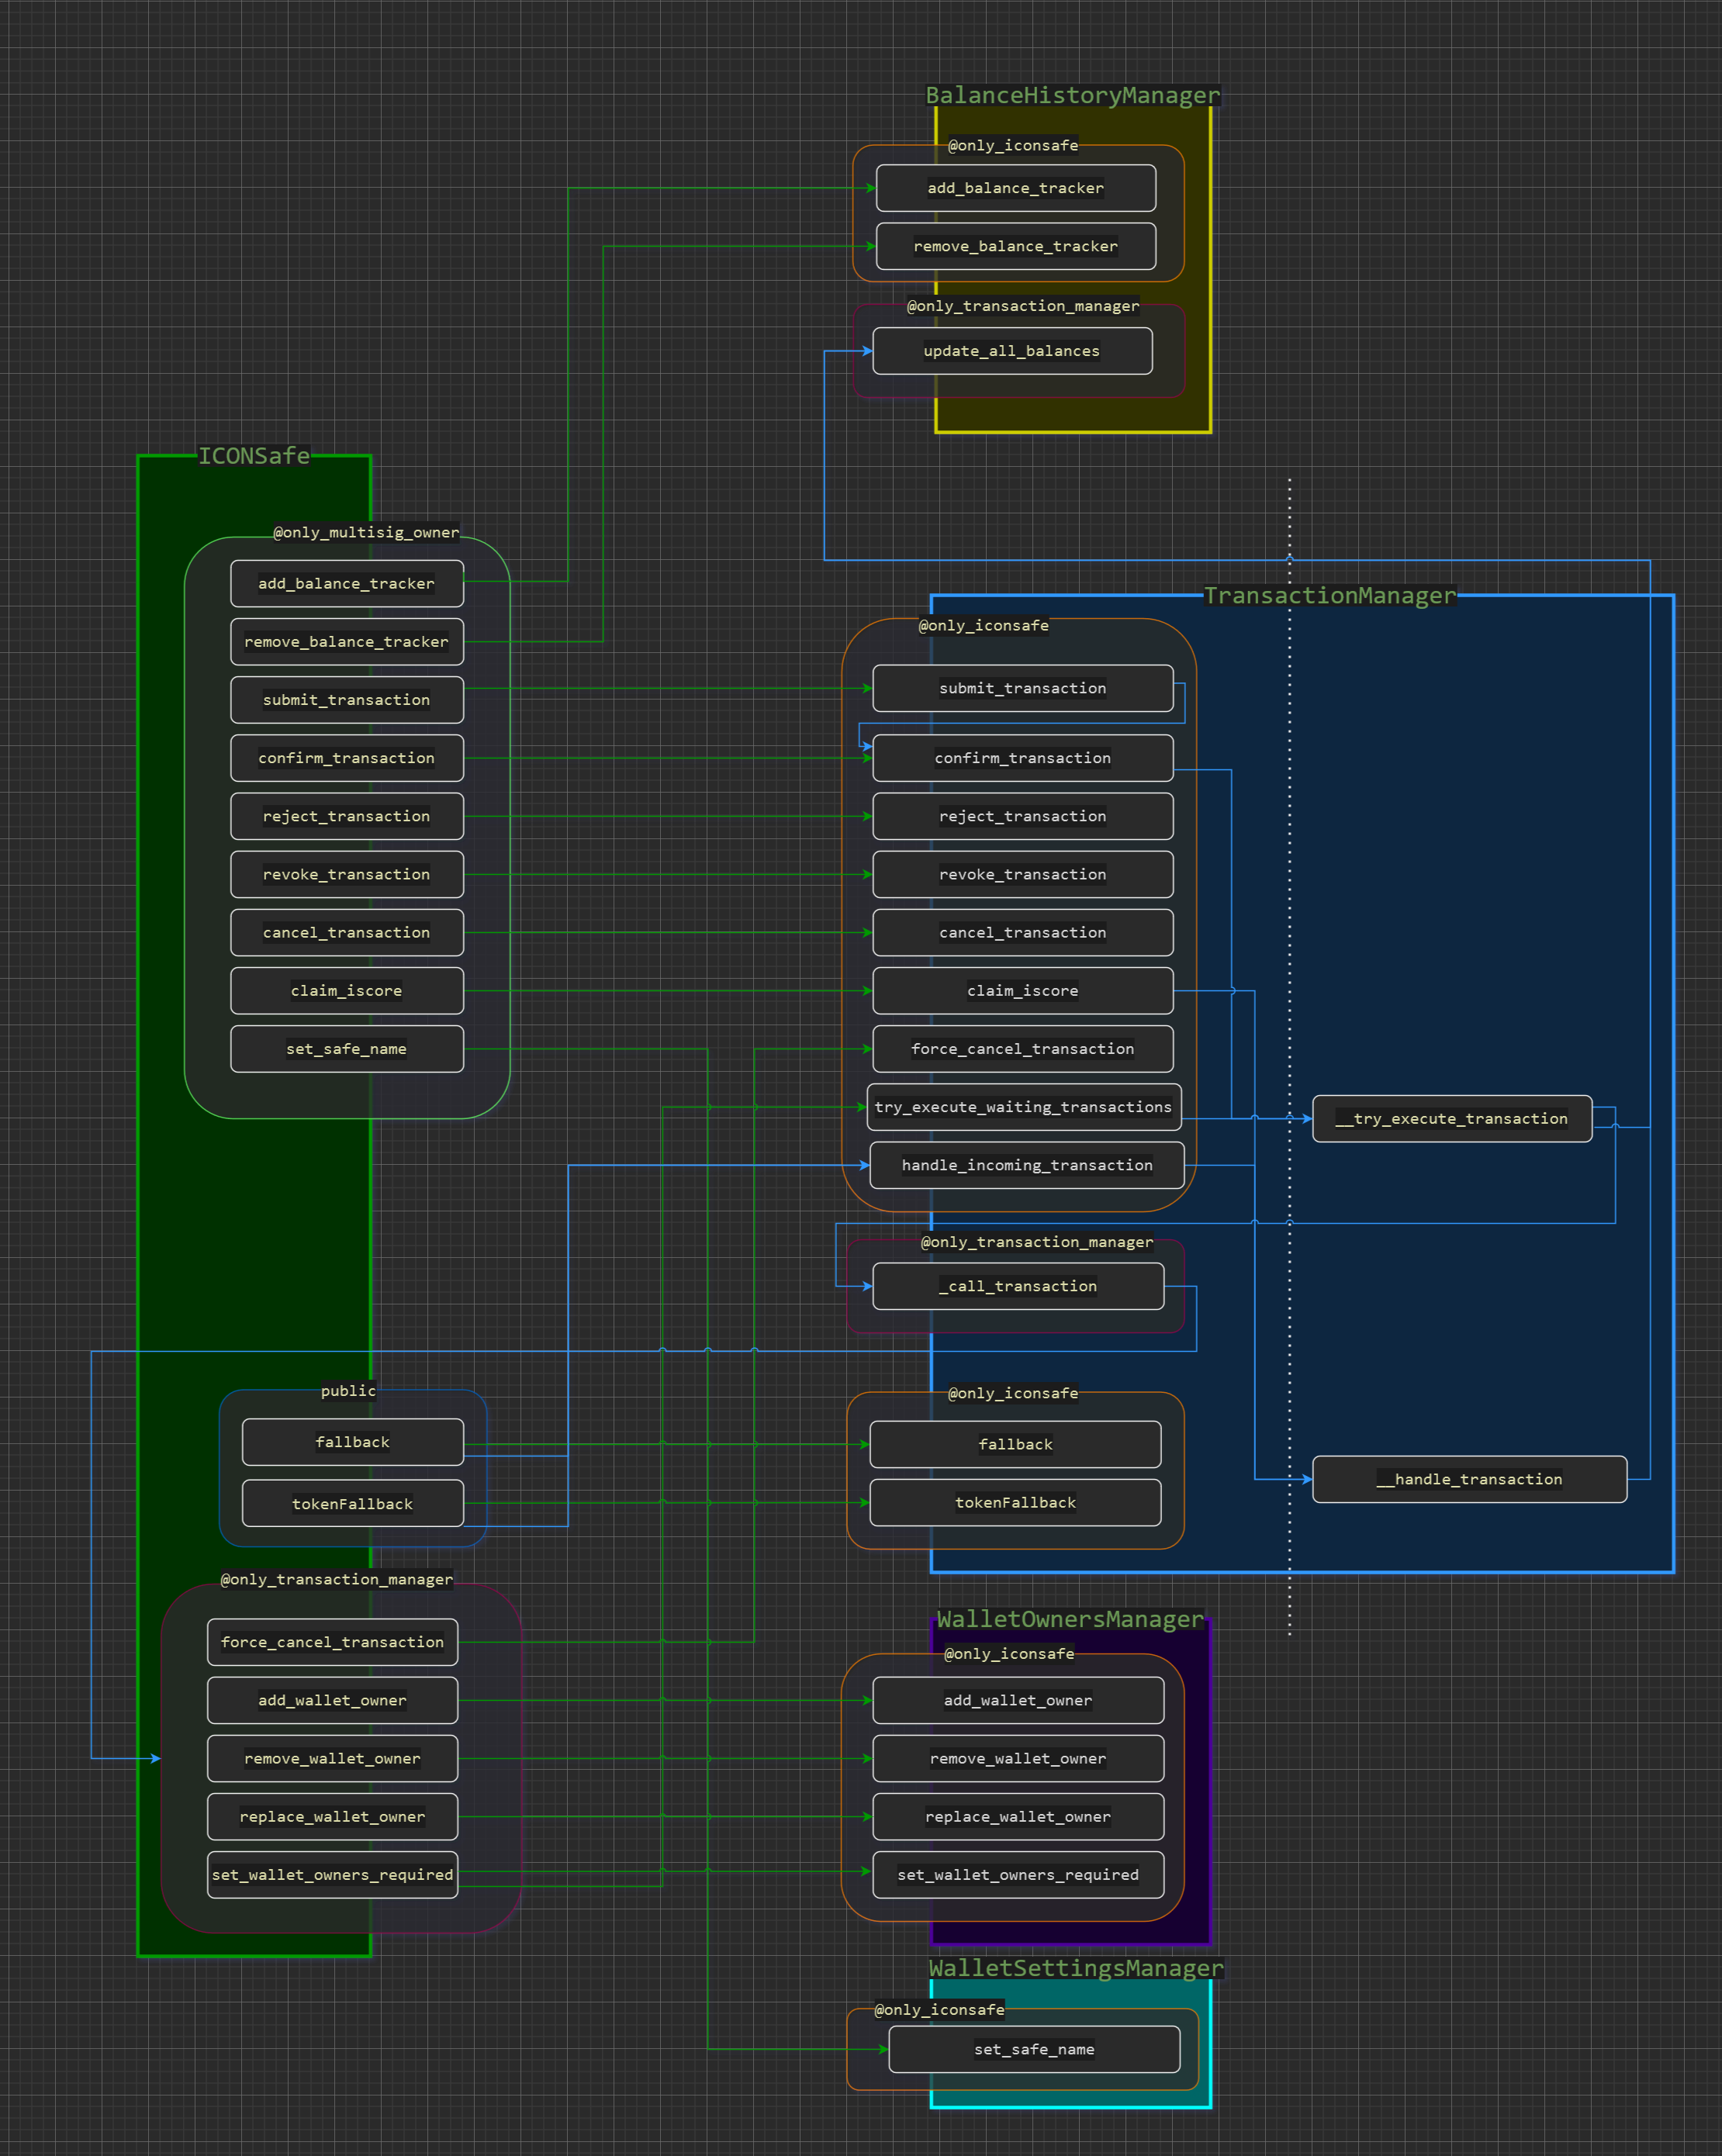 BalanceHistoryManager
@only_iconsafe
add_balance_tracker
remove_balance_tracker
@only_transaction_manager
update_all_balances
ICONSafe
@only_multisig_owner
add_balance_tracker
remove_balance_tracker
submit_transaction
confirm_transaction
reject_transaction
revoke_transaction
cancel_transaction
claim_iscore
set_safe_name
public
fallback
tokenFallback
@only_transaction_manager
force_cancel_transaction
add_wallet_owner
remove_wallet_owner
replace_wallet_owner
set_wallet_owners_required
TransactionManager
@only_iconsafe
submit_transaction
confirm_transaction
reject_transaction
revoke_transaction
cancel_transaction
claim_iscore
force_cancel_transaction
try_execute_waiting_transactions
handle_incoming_transaction
__try_execute_transaction
@only_transaction_manager
_call_transaction
@only_iconsafe
fallback
tokenFallback
__handle_transaction
WalletOwnersManager
@only_iconsafe
add_wallet_owner
remove_wallet_owner
replace_wallet_owner
set_wallet_owners_required
WalletSettingsManager
@only_iconsafe
set_safe_name